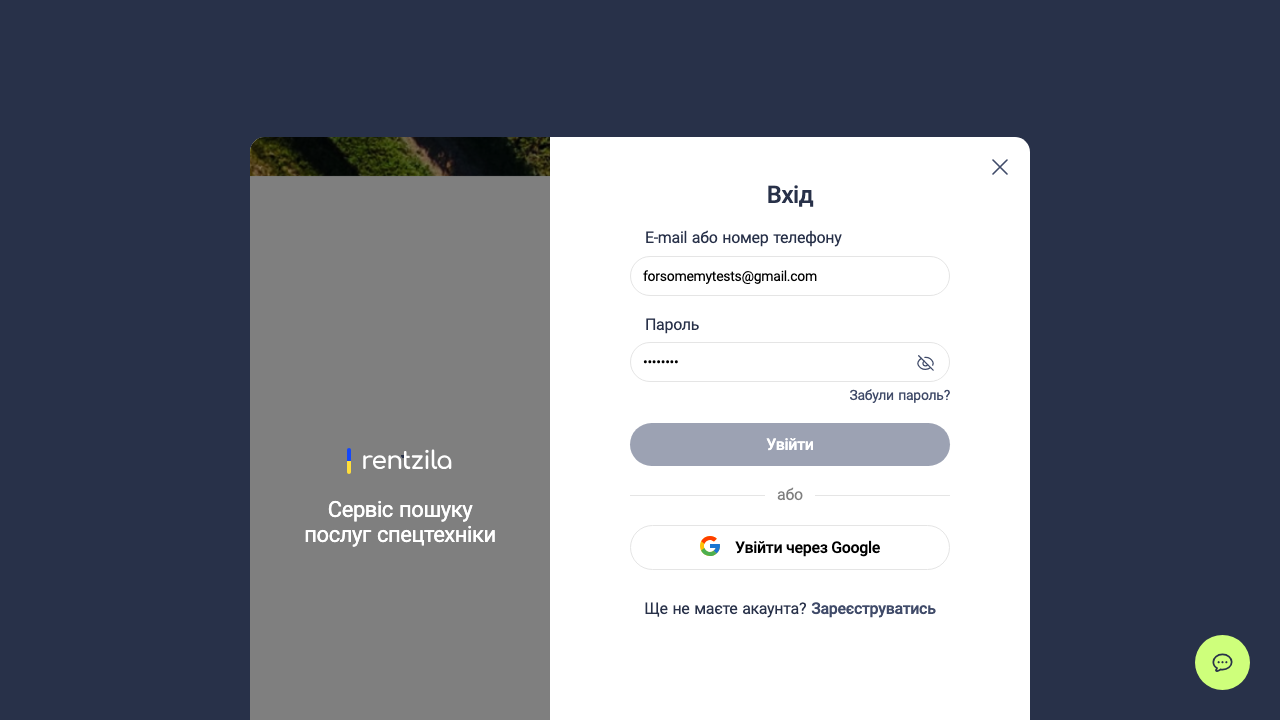 rentzila
Сервіс пошуку
послуг спецтехніки
Вхід
E-mail або номер телефону
forsomemytests@gmail.com
Пароль
••••••••
Забули пароль?
Увійти
або
Увійти через Google
Ще не маєте акаунта? Зареєструватись